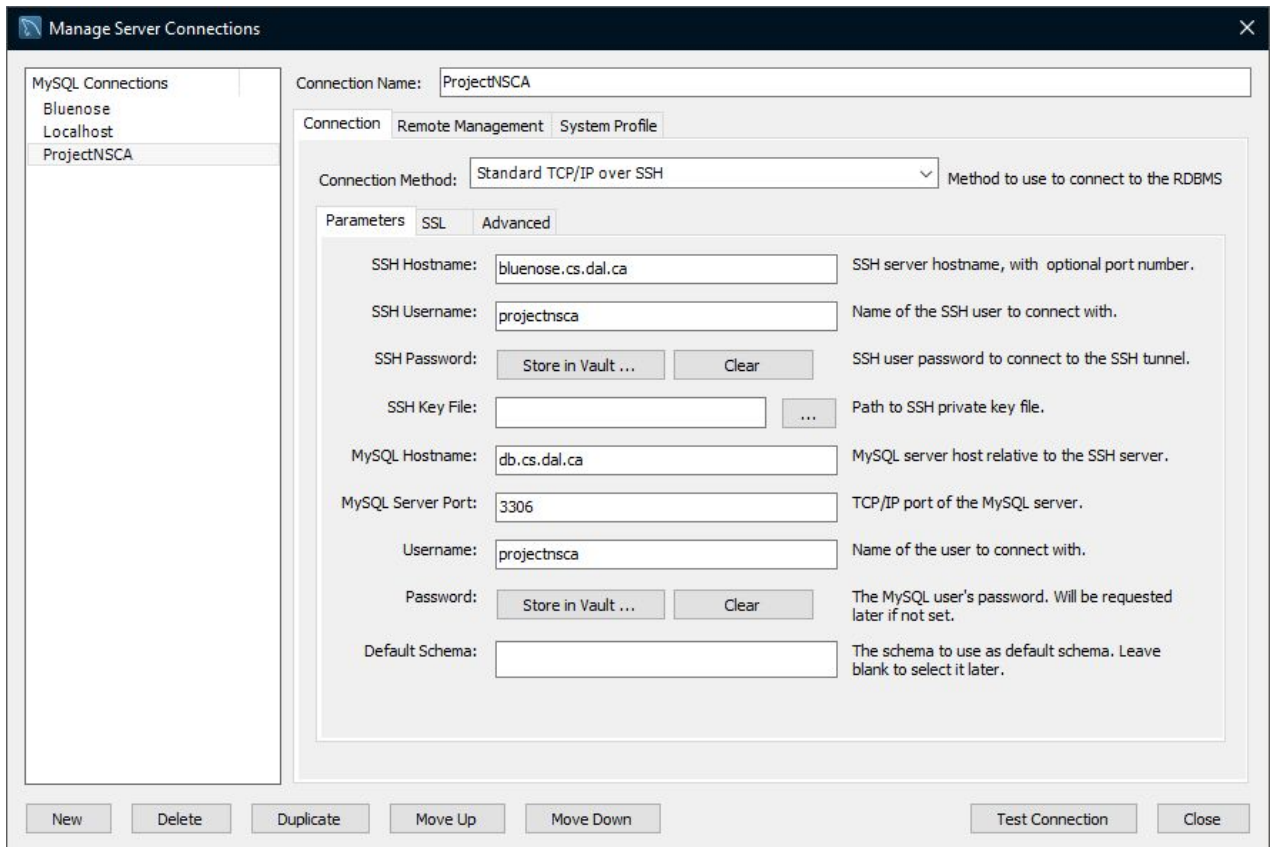 Manage Server Connections
MySQL Connections
Bluenose
Localhost
ProjectNSCA
Connection Name: ProjectNSCA
Connection Remote Management System Profile
Connection Method: Standard TCP/IP over SSH Method to use to connect to the RDBMS
Parameters SSL Advanced
SSH Hostname: bluenose.cs.dal.ca SSH server hostname, with optional port number.
SSH Username: projectnsca Name of the SSH user to connect with.
SSH Password: Store in Vault ... Clear SSH user password to connect to the SSH tunnel.
SSH Key File: ... Path to SSH private key file.
MySQL Hostname: db.cs.dal.ca MySQL server host relative to the SSH server.
MySQL Server Port: 3306 TCP/IP port of the MySQL server.
Username: projectnsca Name of the user to connect with.
Password: Store in Vault ... Clear The MySQL user's password. Will be requested
later if not set.
Default Schema: The schema to use as default schema. Leave
blank to select it later.
New Delete Duplicate Move Up Move Down Test Connection Close